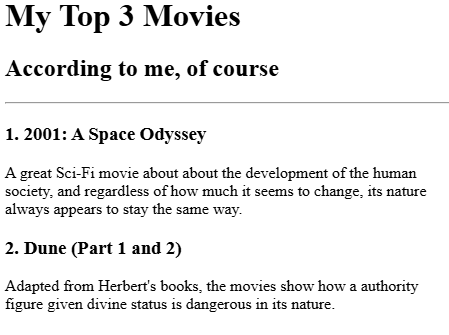 My Top 3 Movies
According to me, of course
1. 2001: A Space Odyssey
A great Sci-Fi movie about about the development of the human
society, and regardless of how much it seems to change, its nature
always appears to stay the same way.
2. Dune (Part 1 and 2)
Adapted from Herbert's books, the movies show how a authority
figure given divine status is dangerous in its nature.